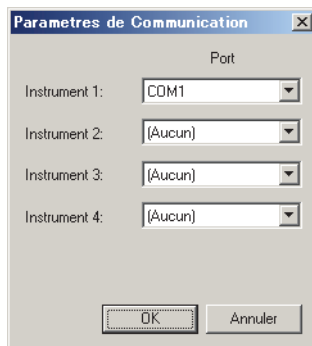 Parametres de Communication
Port
Instrument 1: COM1
Instrument 2: (Aucun)
Instrument 3: (Aucun)
Instrument 4: (Aucun)
OK Annuler